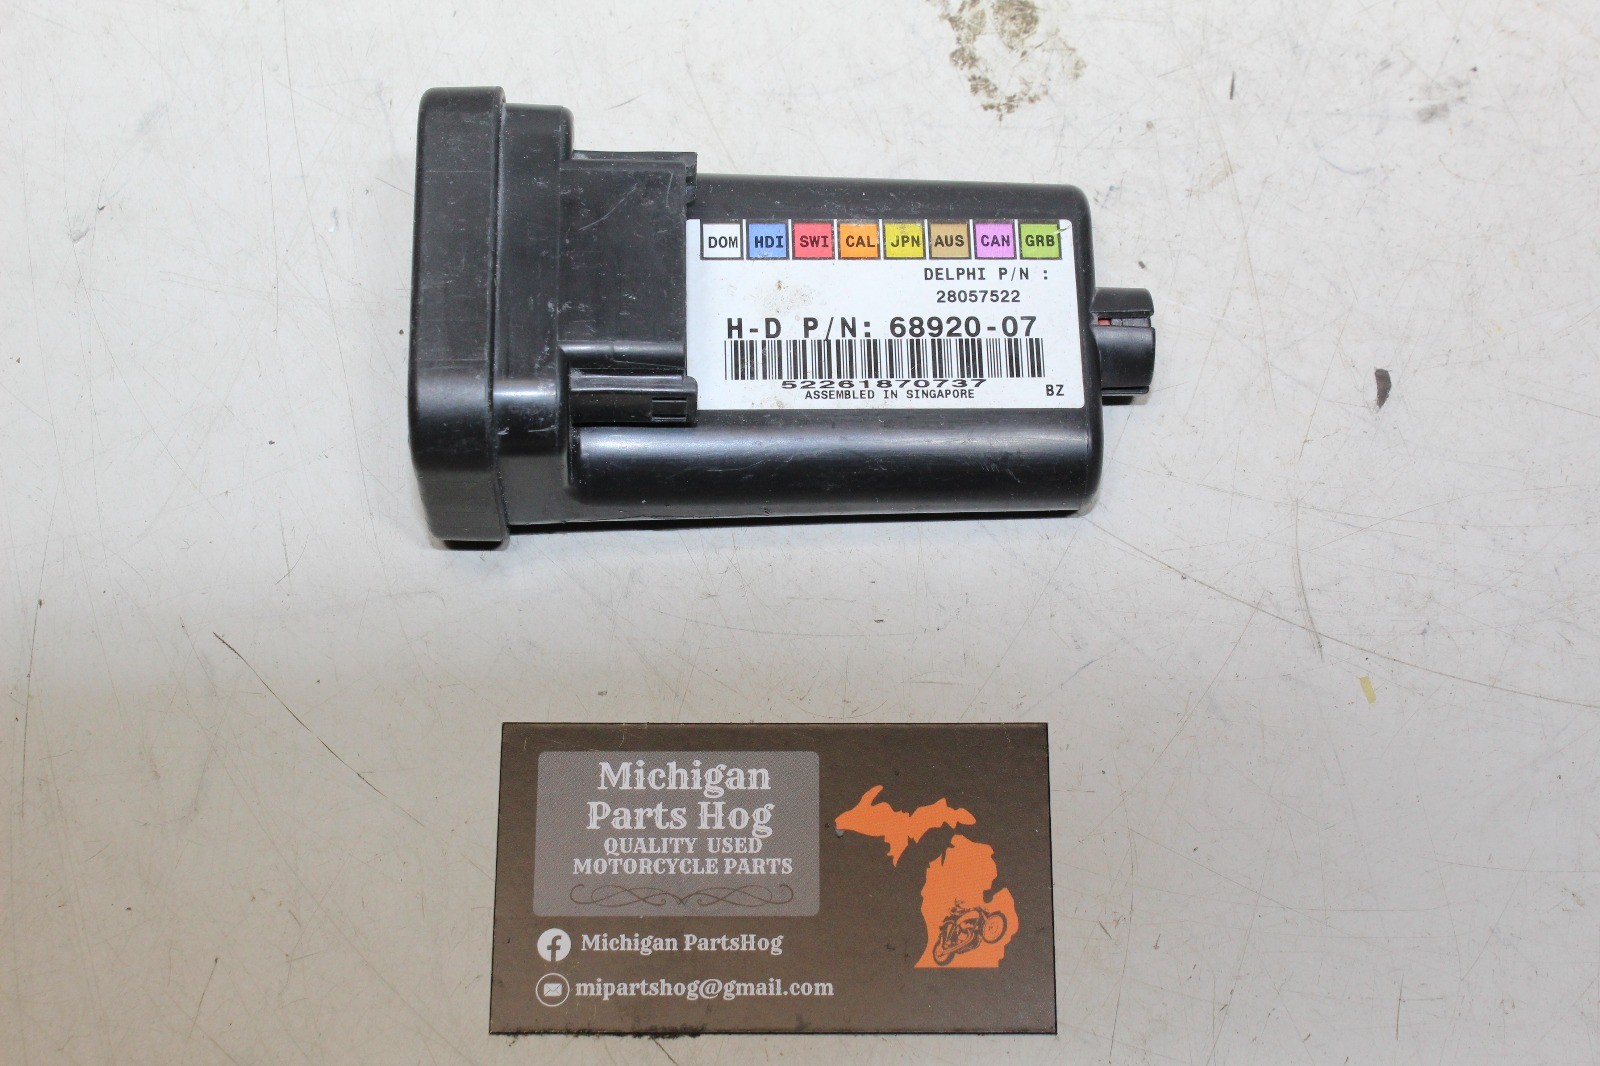 DOM HDI SWI CAL JPN AUS CAN GRB
DELPHI P/N :
28057522
H-D P/N: 68920-07
52261870737
ASSEMBLED IN SINGAPORE
BZ
Michigan
Parts Hog
QUALITY USED
MOTORCYCLE PARTS
Michigan PartsHog
mipartshog@gmail.com